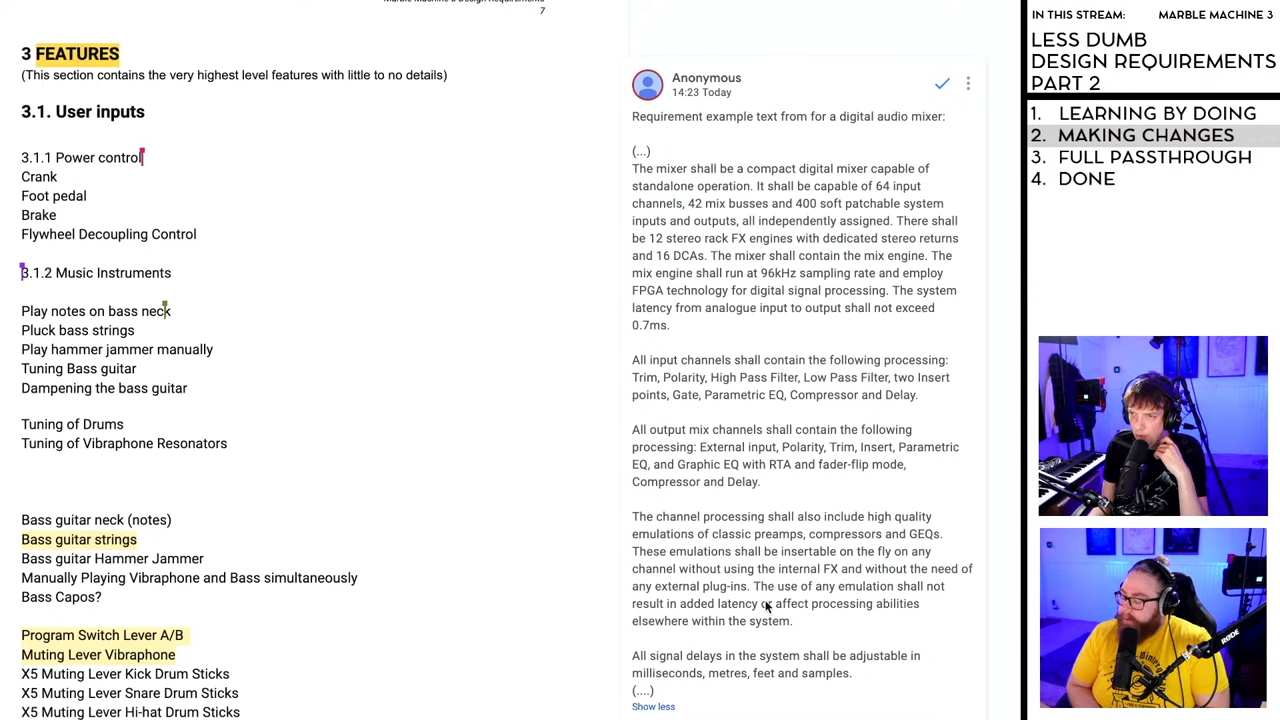 Marble Machine 3 Design Requirements
7
3 FEATURES
(This section contains the very highest level features with little to no details)
3.1. User inputs
3.1.1 Power control
Crank
Foot pedal
Brake
Flywheel Decoupling Control
3.1.2 Music Instruments
Play notes on bass neck
Pluck bass strings
Play hammer jammer manually
Tuning Bass guitar
Dampening the bass guitar
Tuning of Drums
Tuning of Vibraphone Resonators
Bass guitar neck (notes)
Bass guitar strings
Bass guitar Hammer Jammer
Manually Playing Vibraphone and Bass simultaneously
Bass Capos?
Program Switch Lever A/B
Muting Lever Vibraphone
X5 Muting Lever Kick Drum Sticks
X5 Muting Lever Snare Drum Sticks
X5 Muting Lever Hi-hat Drum Sticks
Anonymous
14:23 Today
Requirement example text from for a digital audio mixer:
(...)
The mixer shall be a compact digital mixer capable of
standalone operation. It shall be capable of 64 input
channels, 42 mix busses and 400 soft patchable system
inputs and outputs, all independently assigned. There shall
be 12 stereo rack FX engines with dedicated stereo returns
and 16 DCAs. The mixer shall contain the mix engine. The
mix engine shall run at 96kHz sampling rate and employ
FPGA technology for digital signal processing. The system
latency from analogue input to output shall not exceed
0.7ms.
All input channels shall contain the following processing:
Trim, Polarity, High Pass Filter, Low Pass Filter, two Insert
points, Gate, Parametric EQ, Compressor and Delay.
All output mix channels shall contain the following
processing: External input, Polarity, Trim, Insert, Parametric
EQ, and Graphic EQ with RTA and fader-flip mode,
Compressor and Delay.
The channel processing shall also include high quality
emulations of classic preamps, compressors and GEQs.
These emulations shall be insertable on the fly on any
channel without using the internal FX and without the need of
any external plug-ins. The use of any emulation shall not
result in added latency or affect processing abilities
elsewhere within the system.
All signal delays in the system shall be adjustable in
milliseconds, metres, feet and samples.
(....)
Show less
IN THIS STREAM: MARBLE MACHINE 3
LESS DUMB
DESIGN REQUIREMENTS
PART 2
1. LEARNING BY DOING
2. MAKING CHANGES
3. FULL PASSTHROUGH
4. DONE
RØDE